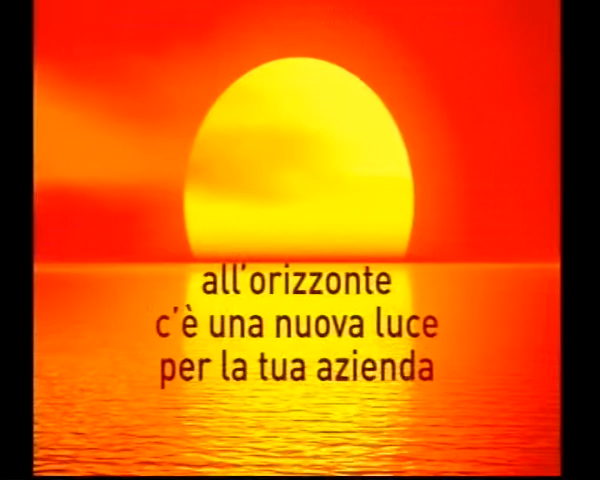 all'orizzonte
c'è una nuova luce
per la tua azienda